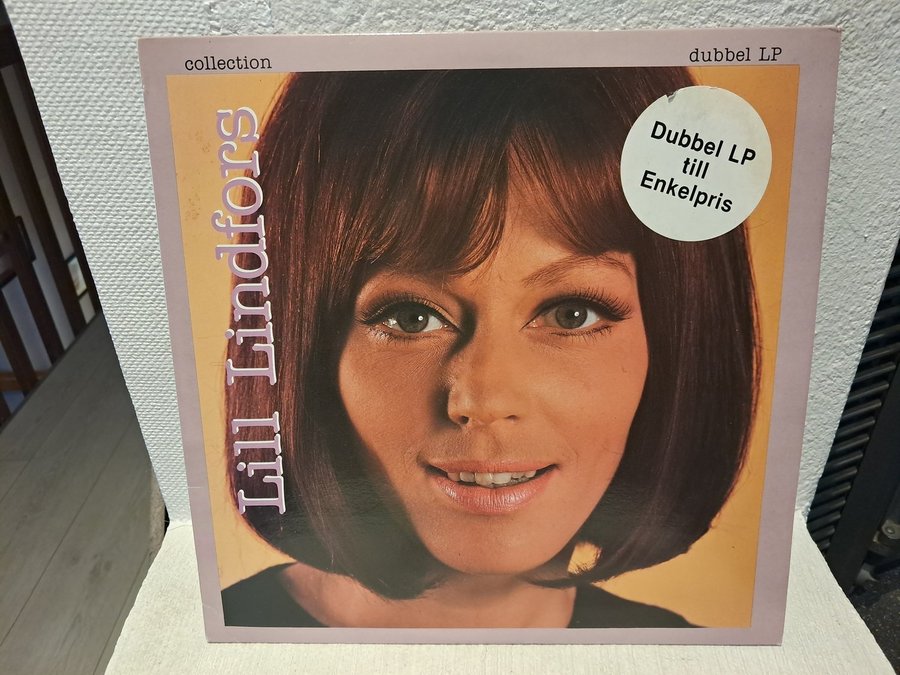 collection
dubbel LP
Lill Lindfors
Dubbel LP
till
Enkelpris